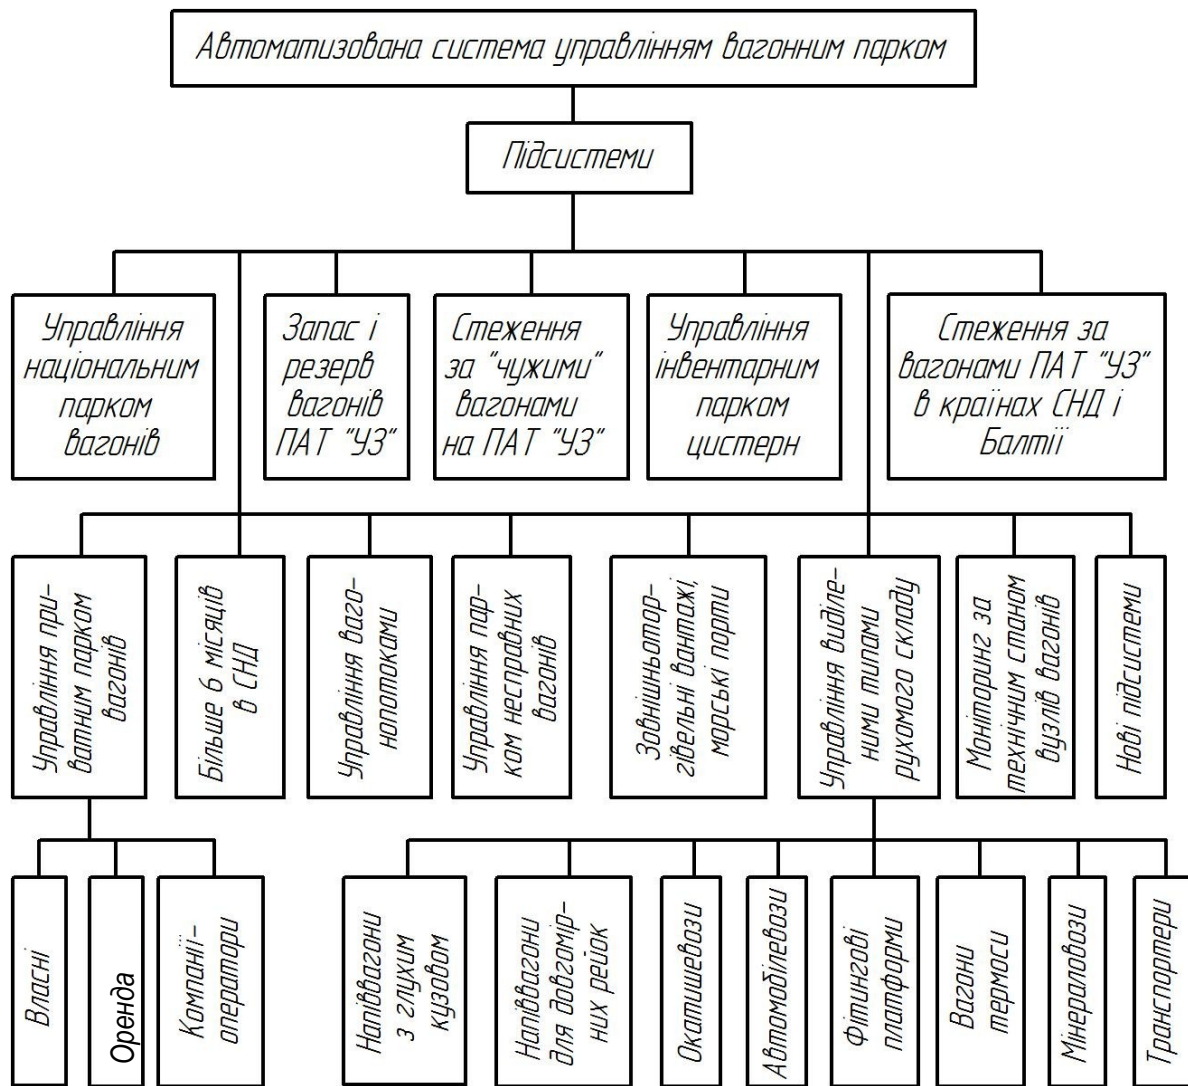 Автоматизована система управлінням вагонним парком
Підсистеми
Управління
національним
парком
вагонів
Запас і
резерв
вагонів
ПАТ "УЗ"
Стеження
за "чужими"
вагонами
на ПАТ "УЗ"
Управління
інвентарним
парком
цистерн
Стеження за
вагонами ПАТ "УЗ"
в країнах СНД і
Балтії
Управління при-
ватним парком
вагонів
Більше 6 місяців
в СНД
Управління ваго-
нопотоками
Управління пар-
ком несправних
вагонів
Зовнішньотор-
гівельні вантажі,
морські порти
Управління виділе-
ними типами
рухомого складу
Моніторинг за
технічним станом
вузлів вагонів
Нові підсистеми
Власні
Оренда
Компанії-
оператори
Напіввагони
з глухим
кузовом
Напіввагони
для довгомір-
них рейок
Окатишевози
Автомобілевози
Фітингові
платформи
Вагони
термоси
Мінераловози
Транспортери